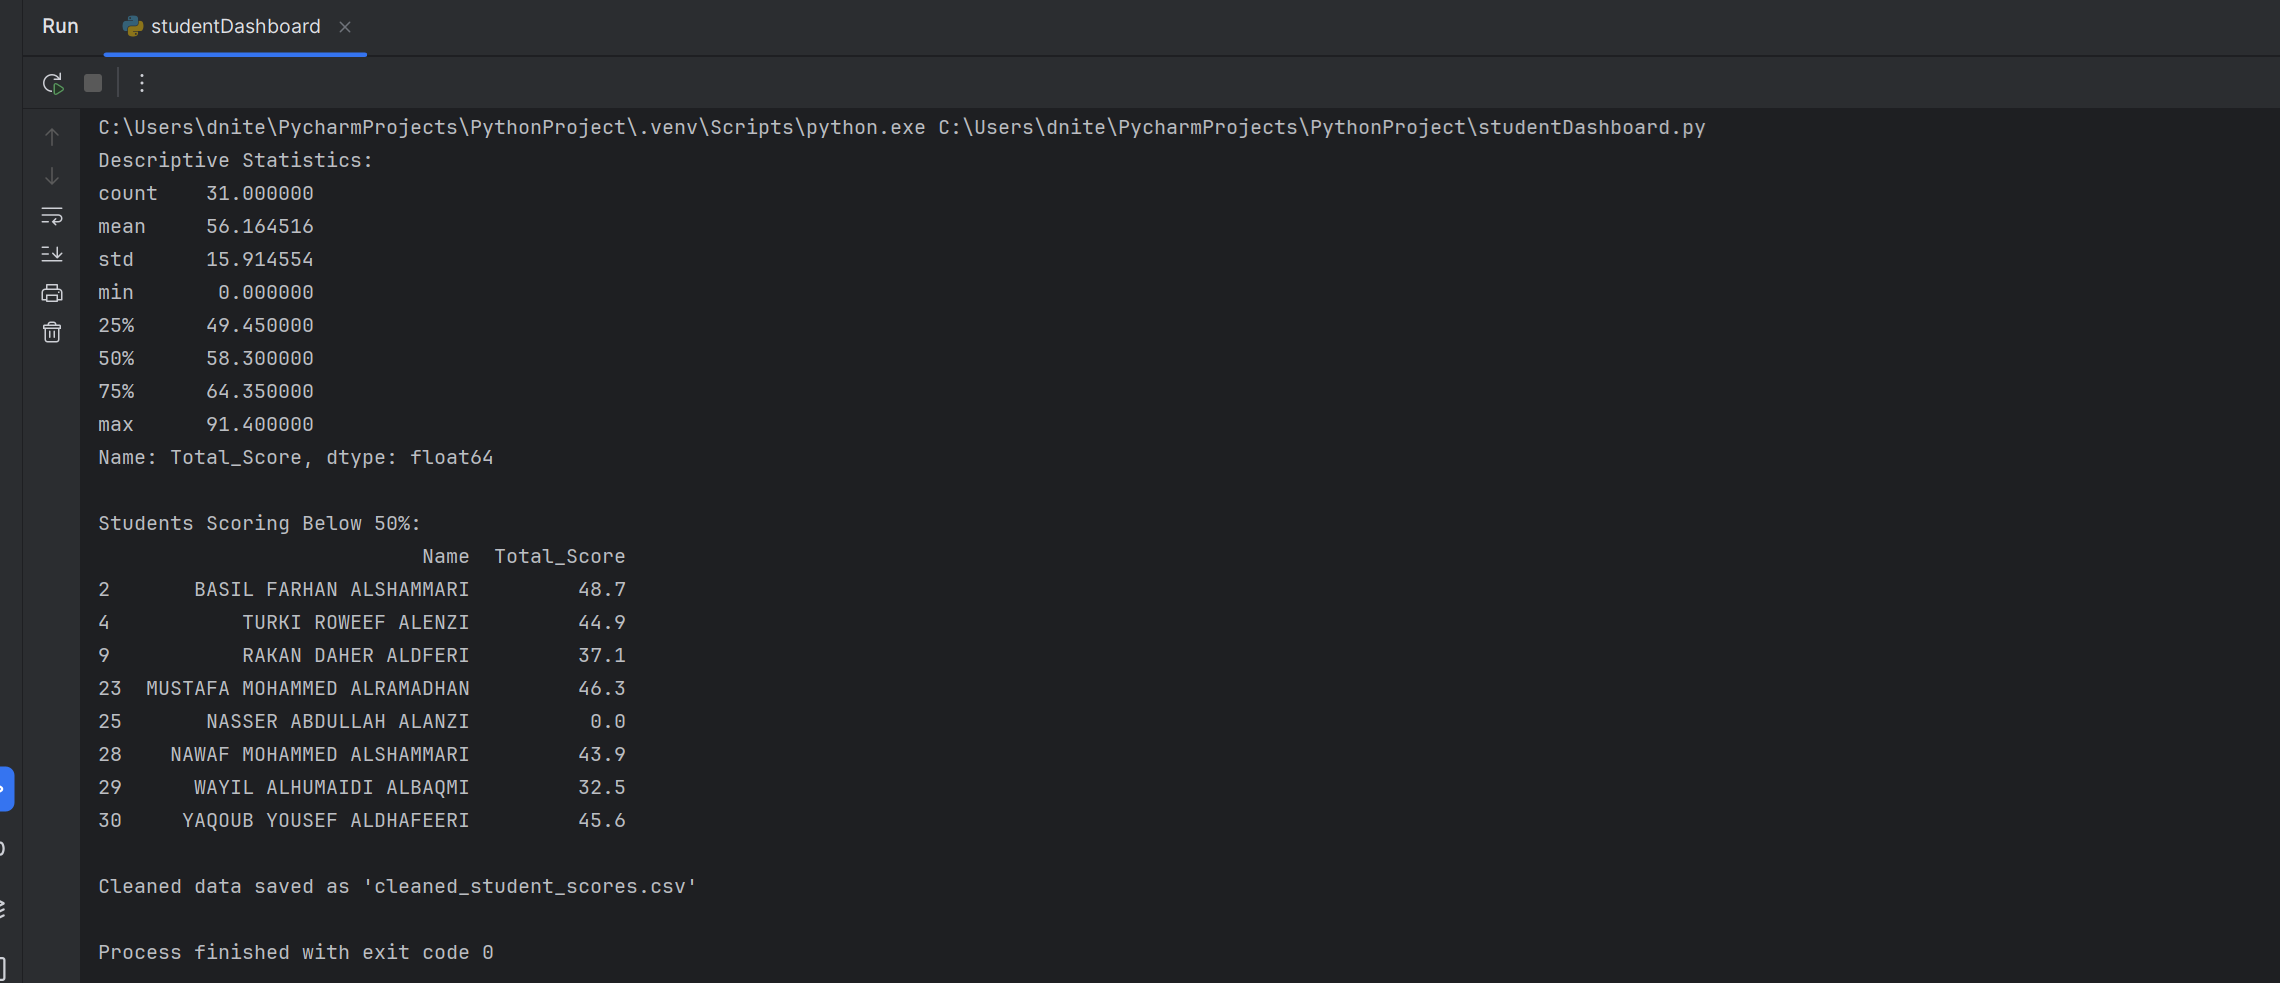 Run studentDashboard
C:\Users\dnite\PycharmProjects\PythonProject\.venv\Scripts\python.exe C:\Users\dnite\PycharmProjects\PythonProject\studentDashboard.py
Descriptive Statistics:
count    31.000000
mean     56.164516
std      15.914554
min       0.000000
25%      49.450000
50%      58.300000
75%      64.350000
max      91.400000
Name: Total_Score, dtype: float64
Students Scoring Below 50%:
                           Name  Total_Score
2       BASIL FARHAN ALSHAMMARI         48.7
4           TURKI ROWEEF ALENZI         44.9
9           RAKAN DAHER ALDFERI         37.1
23  MUSTAFA MOHAMMED ALRAMADHAN         46.3
25       NASSER ABDULLAH ALANZI          0.0
28    NAWAF MOHAMMED ALSHAMMARI         43.9
29      WAYIL ALHUMAIDI ALBAQMI         32.5
30     YAQOUB YOUSEF ALDHAFEERI         45.6
Cleaned data saved as 'cleaned_student_scores.csv'
Process finished with exit code 0